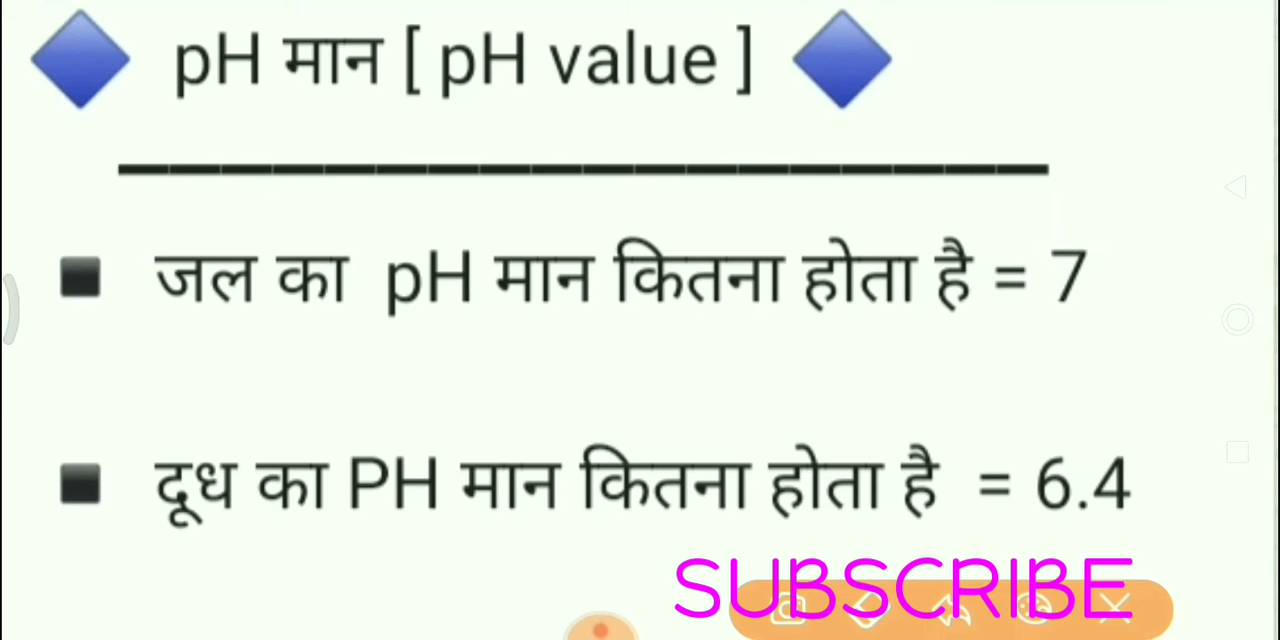 pH मान [ pH value ]
जल का pH मान कितना होता है = 7
दूध का PH मान कितना होता है = 6.4
SUBSCRIBE